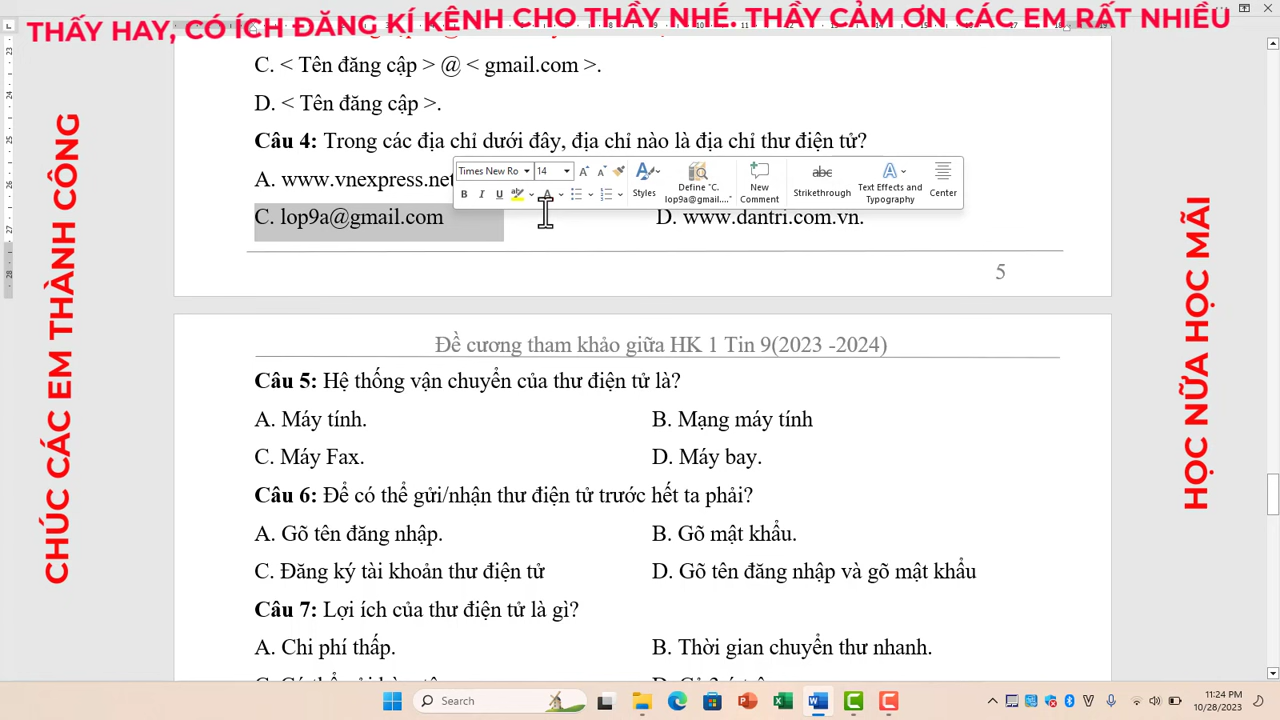 THẤY HAY, CÓ ÍCH ĐĂNG KÍ KÊNH CHO THẦY NHÉ THẦY CẢM ƠN CÁC EM RẤT NHIỀU
CHÚC CÁC EM THÀNH CÔNG
HỌC NỮA HỌC MÃI
C. < Tên đăng cập > @ < gmail.com >.
D. < Tên đăng cập >.
Câu 4: Trong các địa chỉ dưới đây, địa chỉ nào là địa chỉ thư điện tử?
A. www.vnexpress.net
Times New Ro 14
B I U
Styles
Define "C. lop9a@gmail...."
New Comment
Strikethrough
Text Effects and Typography
Center
C. lop9a@gmail.com D. www.dantri.com.vn.
5
Đề cương tham khảo giữa HK 1 Tin 9(2023 -2024)
Câu 5: Hệ thống vận chuyển của thư điện tử là?
A. Máy tính. B. Mạng máy tính
C. Máy Fax. D. Máy bay.
Câu 6: Để có thể gửi/nhận thư điện tử trước hết ta phải?
A. Gõ tên đăng nhập. B. Gõ mật khẩu.
C. Đăng ký tài khoản thư điện tử D. Gõ tên đăng nhập và gõ mật khẩu
Câu 7: Lợi ích của thư điện tử là gì?
A. Chi phí thấp. B. Thời gian chuyển thư nhanh.
Search
11:24 PM
10/28/2023